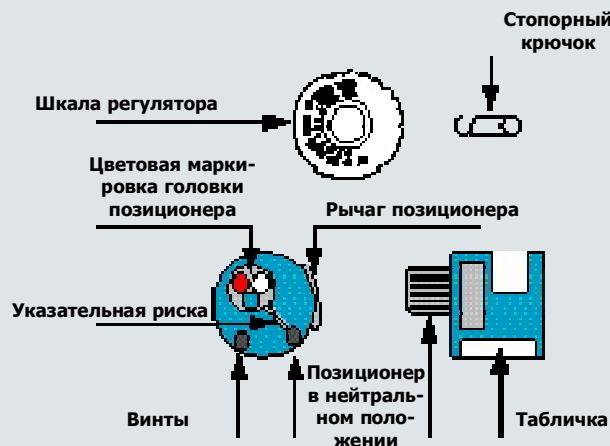 Стопорный
крючок
Шкала регулятора
Цветовая марки-
ровка головки
позиционера
Рычаг позиционера
Указательная риска
Позиционер
в нейтраль-
ном поло-
жении
Винты
Табличка